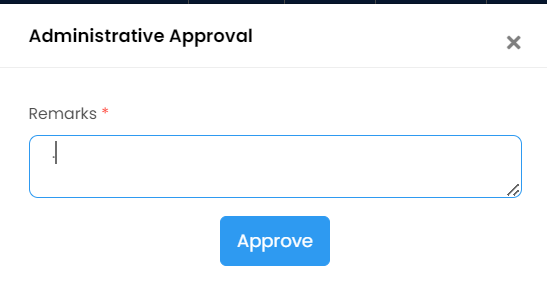 Administrative Approval
×
Remarks *
.
Approve